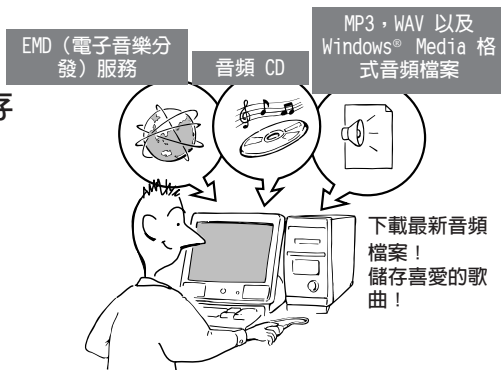 EMD（電子音樂分
發）服務
音頻 CD
MP3，WAV 以及
Windows® Media 格
式音頻檔案
存
下載最新音頻
檔案！
儲存喜愛的歌
曲！